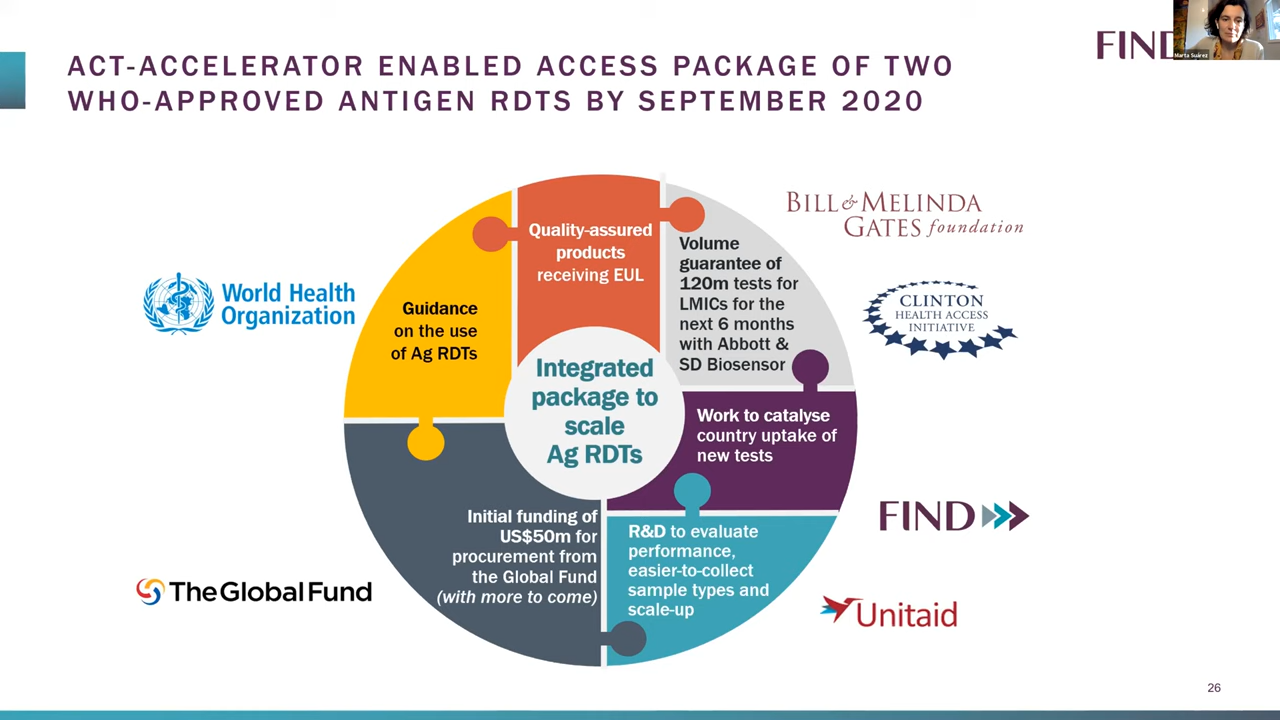 ACT-ACCELERATOR ENABLED ACCESS PACKAGE OF TWO
WHO-APPROVED ANTIGEN RDTS BY SEPTEMBER 2020
FIND
Marta Suárez
World Health
Organization
Guidance
on the use
of Ag RDTs
Quality-assured
products
receiving EUL
Volume
guarantee of
120m tests for
LMICs for the
next 6 months
with Abbott &
SD Biosensor
BILL & MELINDA
GATES foundation
CLINTON
HEALTH ACCESS
INITIATIVE
Integrated
package to
scale
Ag RDTs
Work to catalyse
country uptake of
new tests
Initial funding of
US$50m for
procurement from
the Global Fund
(with more to come)
R&D to evaluate
performance,
easier-to-collect
sample types and
scale-up
FIND
The Global Fund
Unitaid
26